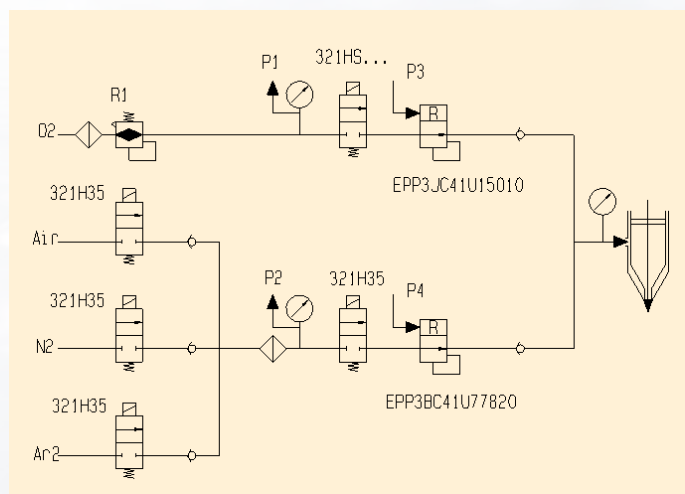 321HS...
P1
P3
R1
R
O2
EPP3JC41U15010
321H35
Air
P2
321H35
321H35
P4
R
N2
321H35
EPP3BC41U77820
Ar2